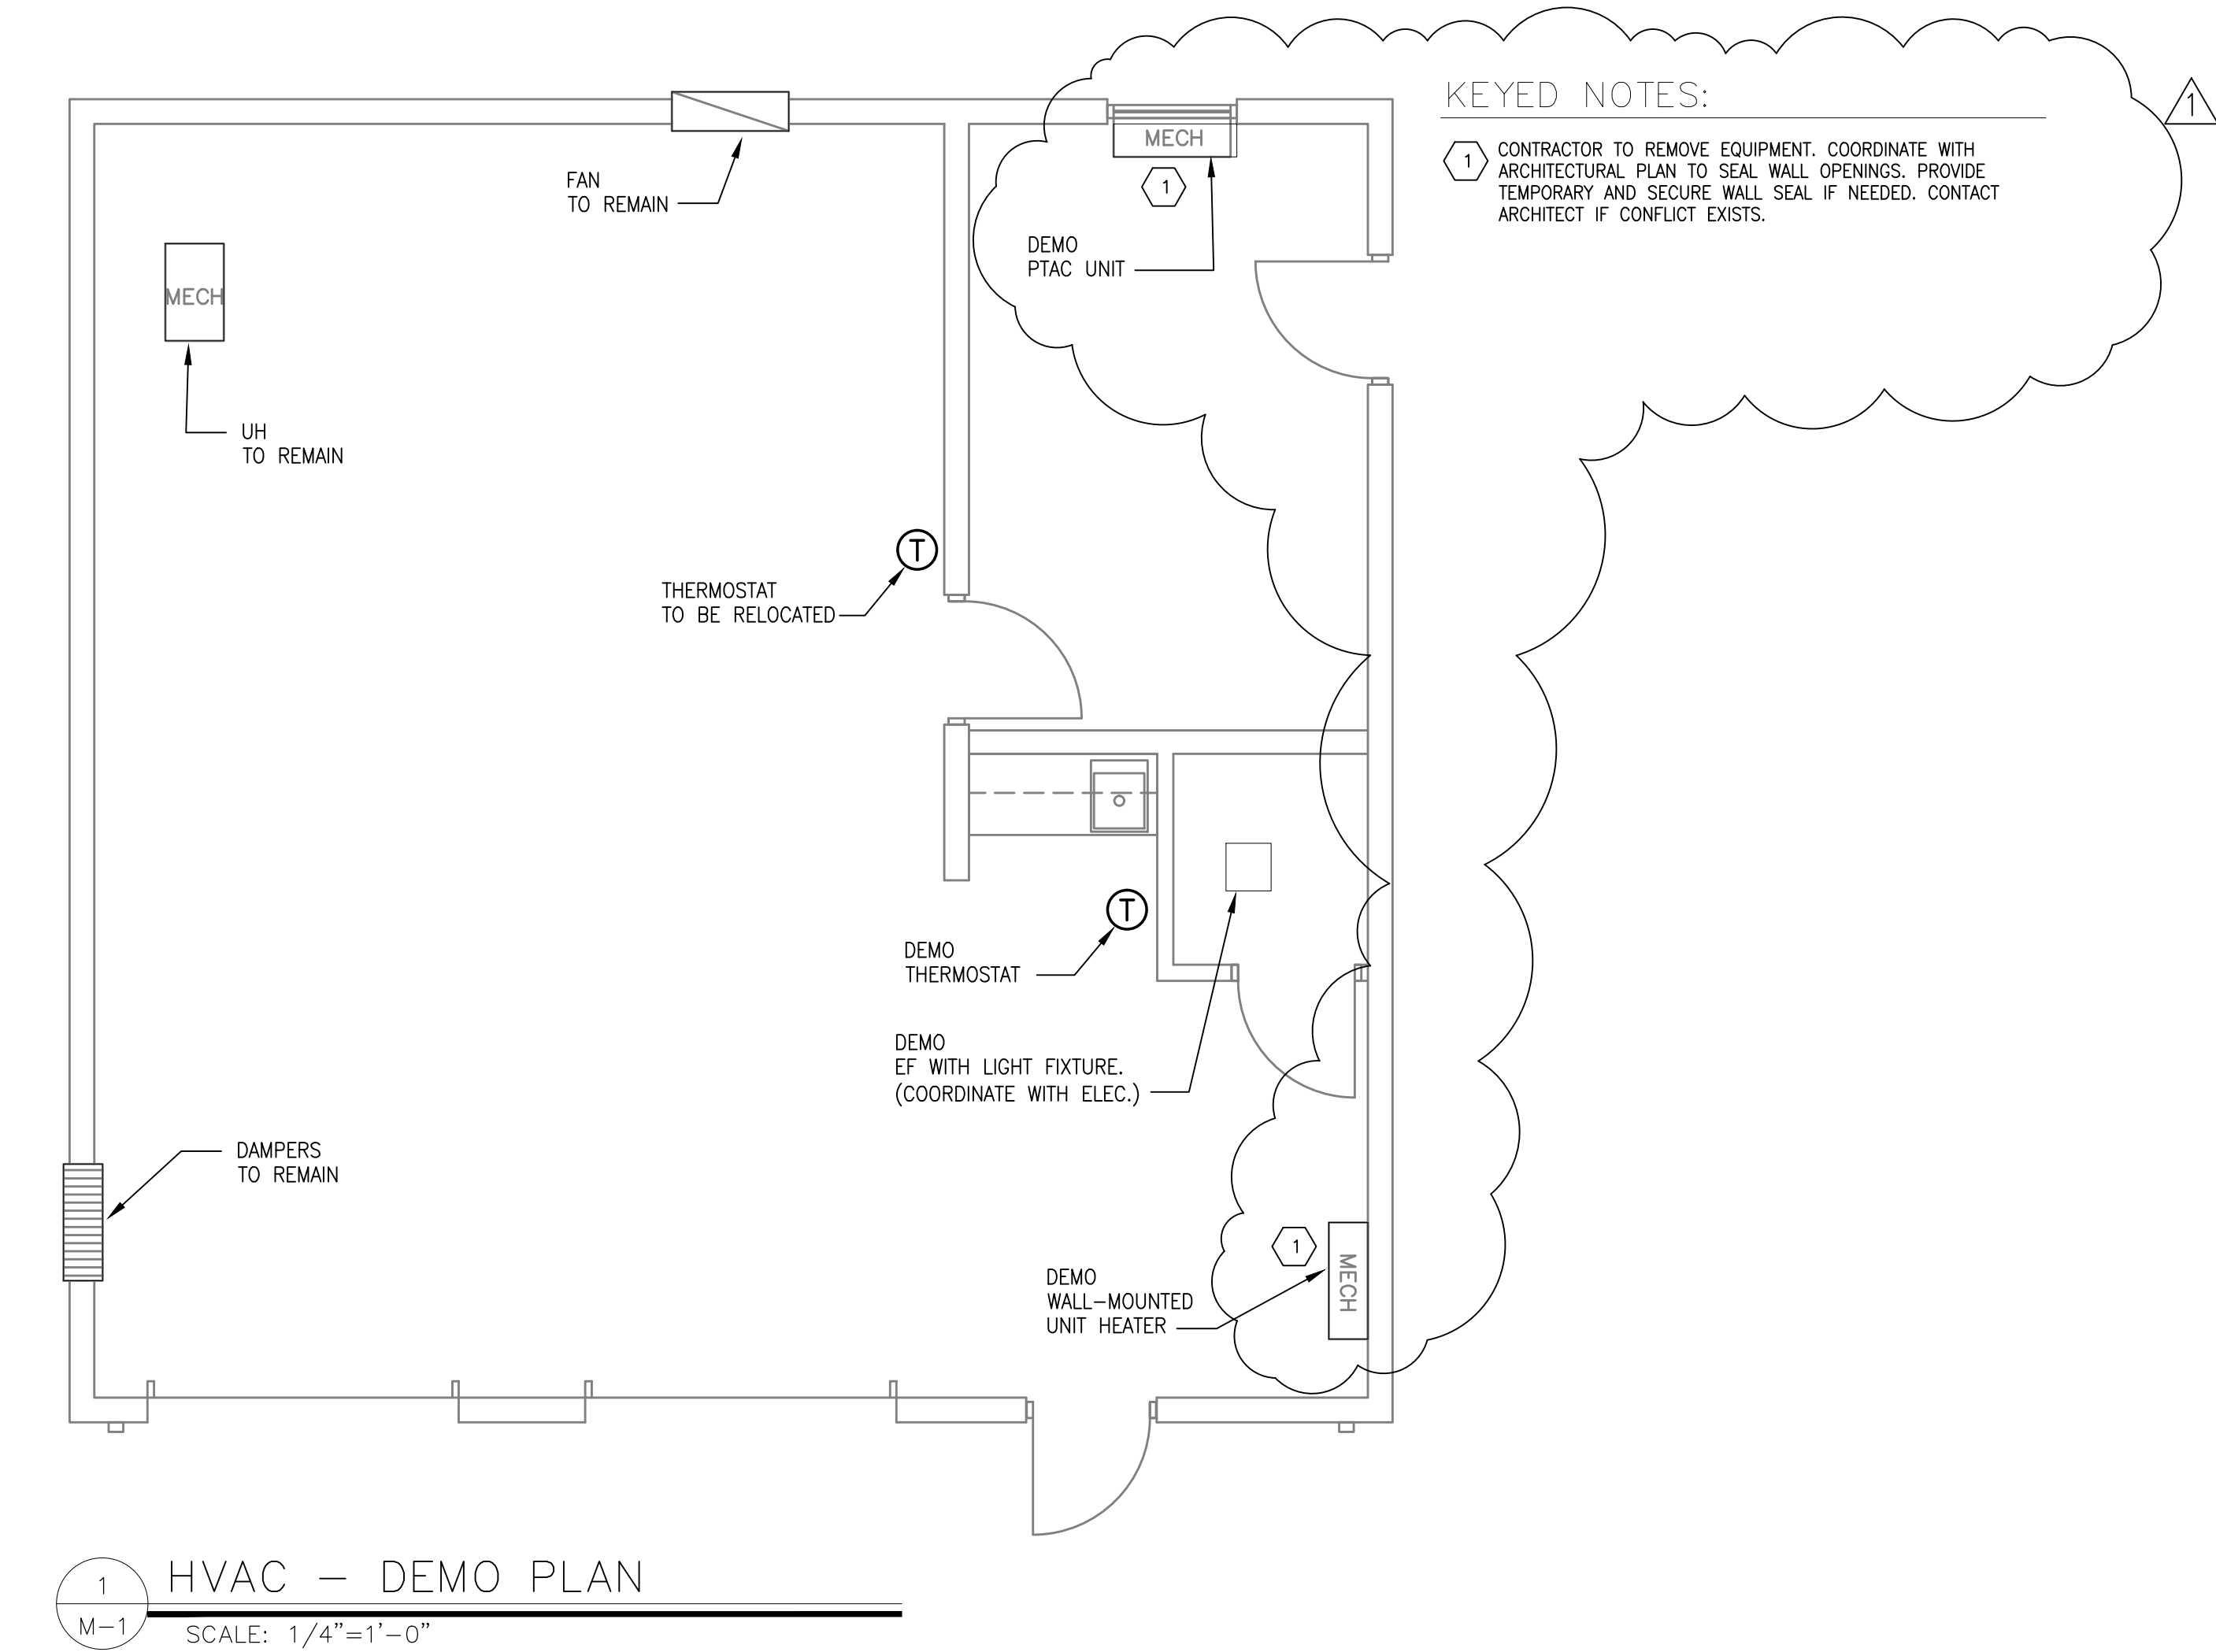 KEYED NOTES:
1
1
CONTRACTOR TO REMOVE EQUIPMENT. COORDINATE WITH
ARCHITECTURAL PLAN TO SEAL WALL OPENINGS. PROVIDE
TEMPORARY AND SECURE WALL SEAL IF NEEDED. CONTACT
ARCHITECT IF CONFLICT EXISTS.
MECH
1
FAN
TO REMAIN
DEMO
PTAC UNIT
MECH
UH
TO REMAIN
T
THERMOSTAT
TO BE RELOCATED
T
DEMO
THERMOSTAT
DEMO
EF WITH LIGHT FIXTURE.
(COORDINATE WITH ELEC.)
DAMPERS
TO REMAIN
1
MECH
DEMO
WALL-MOUNTED
UNIT HEATER
1
M-1
HVAC - DEMO PLAN
SCALE: 1/4"=1'-0"